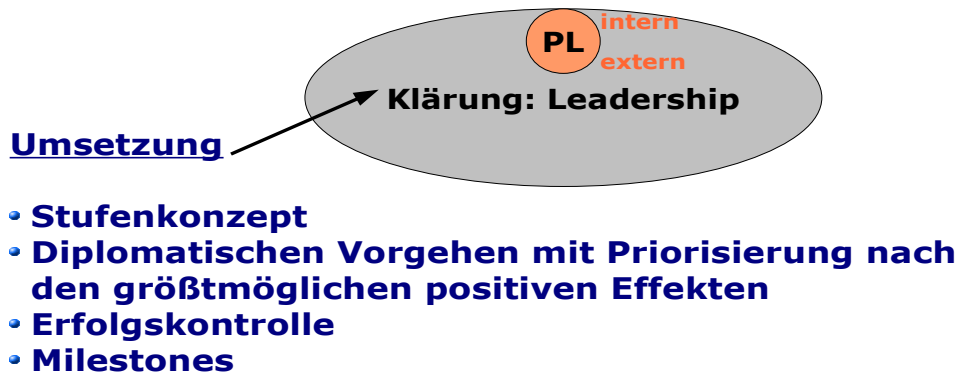 intern
PL
extern
Klärung: Leadership
Umsetzung
Stufenkonzept
Diplomatischen Vorgehen mit Priorisierung nach
den größtmöglichen positiven Effekten
Erfolgskontrolle
Milestones